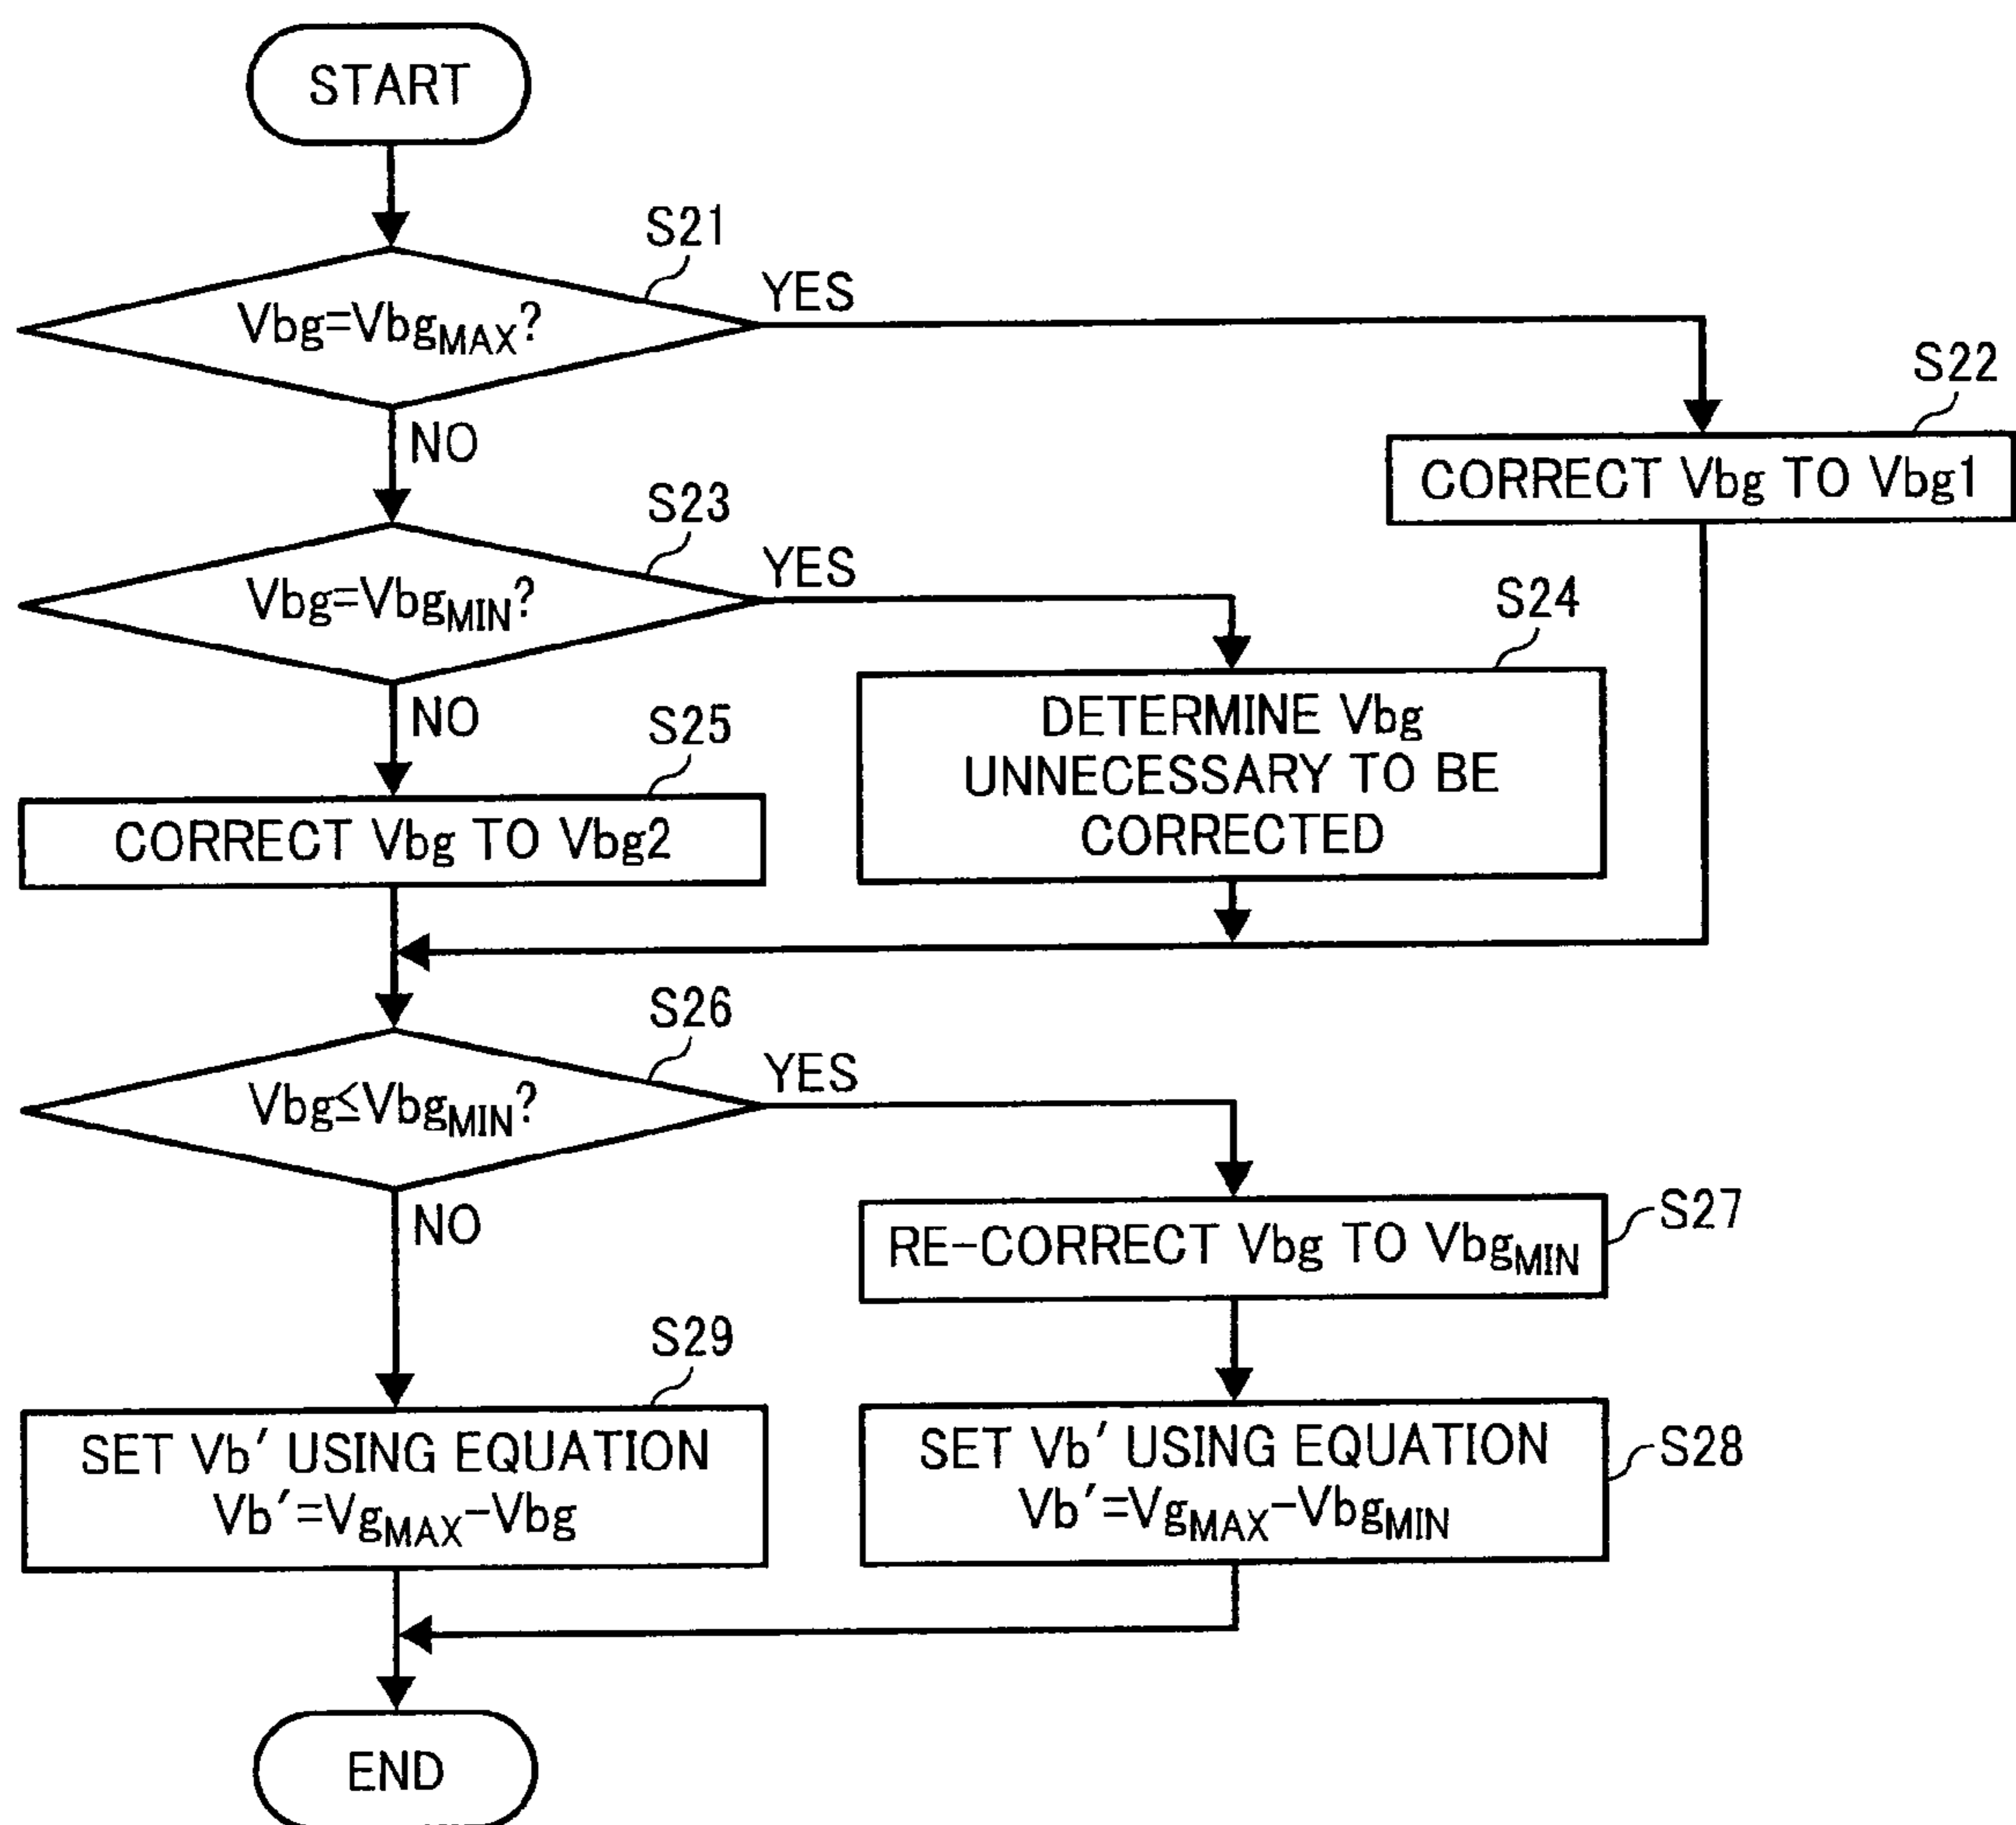 START
S21
Vbg=VbgMAX?
YES
NO
S22
CORRECT Vbg TO Vbg1
S23
Vbg=VbgMIN?
YES
NO
S24
DETERMINE Vbg
UNNECESSARY TO BE
CORRECTED
S25
CORRECT Vbg TO Vbg2
S26
Vbg≤VbgMIN?
YES
NO
S27
RE-CORRECT Vbg TO VbgMIN
S29
SET Vb′ USING EQUATION
Vb′=VgMAX-Vbg
S28
SET Vb′ USING EQUATION
Vb′=VgMAX-VbgMIN
END